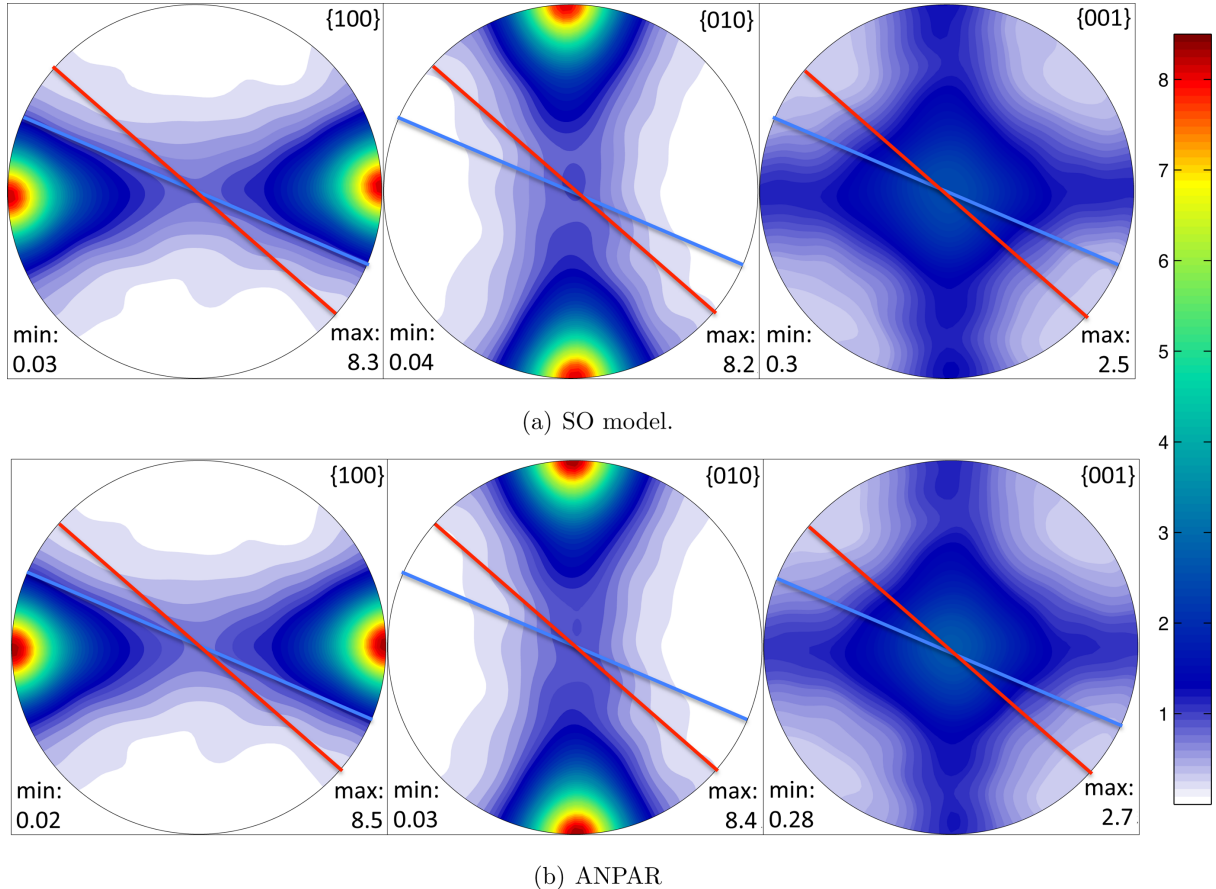 {100} {010} {001}
8
7
6
5
4
3
2
1
min: max: min: max: min: max:
0.03 8.3 0.04 8.2 0.3 2.5
(a) SO model.
{100} {010} {001}
min: max: min: max: min: max:
0.02 8.5 0.03 8.4 0.28 2.7
(b) ANPAR